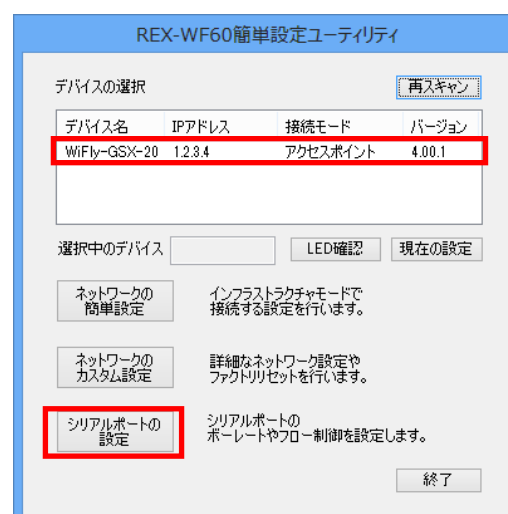 REX-WF60簡単設定ユーティリティ
デバイスの選択
再スキャン
デバイス名 IPアドレス 接続モード バージョン
WiFly-GSX-20 1.2.3.4 アクセスポイント 4.00.1
選択中のデバイス
LED確認
現在の設定
ネットワークの
簡単設定
インフラストラクチャモードで
接続する設定を行います。
ネットワークの
カスタム設定
詳細なネットワーク設定や
ファクトリリセットを行います。
シリアルポートの
設定
シリアルポートの
ボーレートやフロー制御を設定します。
終了